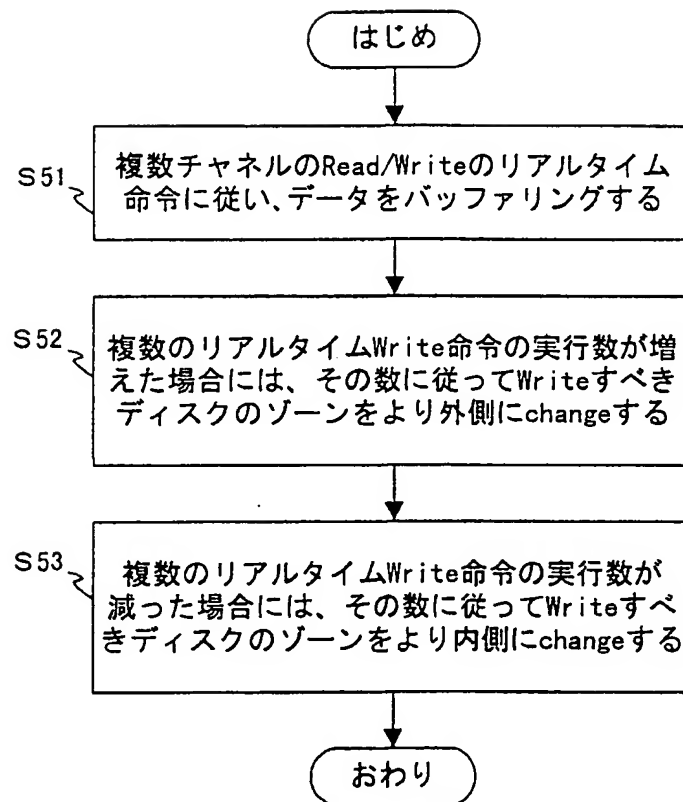 はじめ
S51
複数チャネルのRead/Writeのリアルタイム
命令に従い、データをバッファリングする
S52
複数のリアルタイムWrite命令の実行数が増
えた場合には、その数に従ってWriteすべき
ディスクのゾーンをより外側にchangeする
S53
複数のリアルタイムWrite命令の実行数が
減った場合には、その数に従ってWriteすべ
きディスクのゾーンをより内側にchangeする
おわり